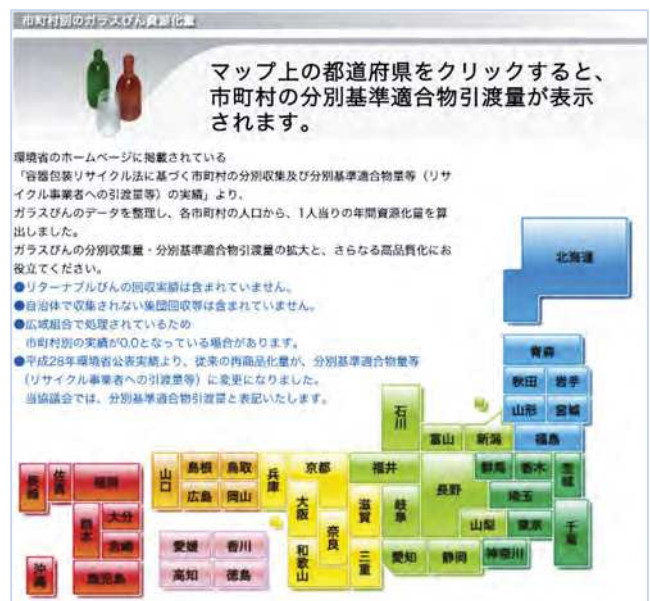 市町村別のガラスびん資源化量
マップ上の都道府県をクリックすると、
市町村の分別基準適合物引渡量が表示
されます。
環境省のホームページに掲載されている
「容器包装リサイクル法に基づく市町村の分別収集及び分別基準適合物量等（リサ
イクル事業者への引渡量等）の実績」より、
ガラスびんのデータを整理し、各市町村の人口から、1人当りの年間資源化量を算
出しました。
ガラスびんの分別収集量・分別基準適合物引渡量の拡大と、さらなる高品質化にお
役立てください。
●リターナブルびんの回収実績は含まれていません。
●自治体で収集されない集団回収等は含まれていません。
●広域組合で処理されているため
市町村別の実績が0.0となっている場合があります。
●平成28年環境省公表実績より、従来の再商品化量が、分別基準適合物量等
（リサイクル事業者への引渡量等）に変更になりました。
当協議会では、分別基準適合物引渡量と表記いたします。
北海道
青森
秋田 岩手
山形 宮城
石川
富山 新潟 福島
長崎 佐賀 福岡 山口 島根 鳥取 兵庫 京都 福井 長野 群馬 栃木 茨城
広島 岡山 大阪 滋賀 岐阜 埼玉
熊本 大分 奈良 山梨 東京 千葉
宮崎 愛媛 香川 和歌山 三重 愛知 静岡 神奈川
沖縄 鹿児島 高知 徳島